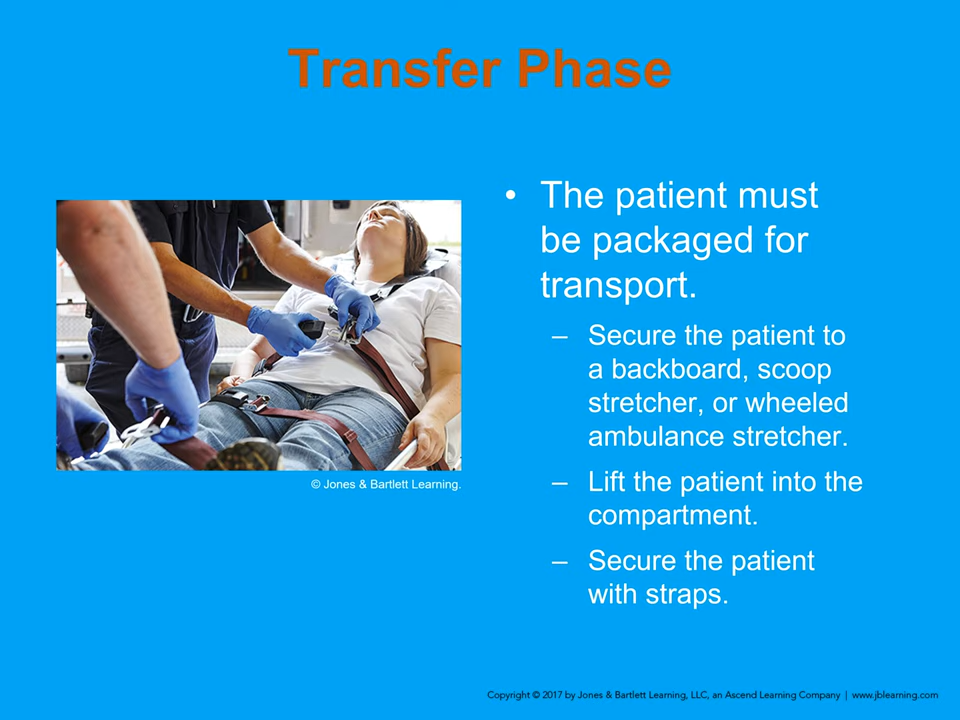 Transfer Phase
• The patient must
be packaged for
transport.
– Secure the patient to
a backboard, scoop
stretcher, or wheeled
ambulance stretcher.
– Lift the patient into the
compartment.
– Secure the patient
with straps.
© Jones & Bartlett Learning.
Copyright © 2017 by Jones & Bartlett Learning, LLC, an Ascend Learning Company | www.jblearning.com